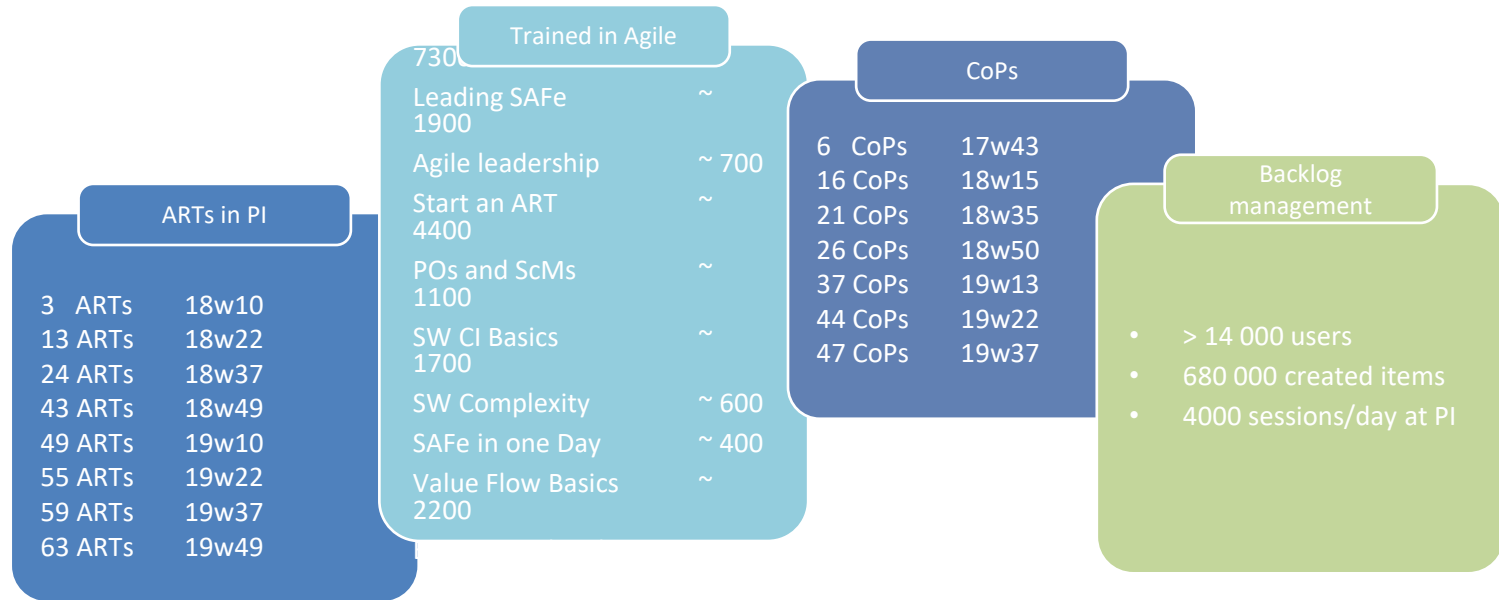 ARTs in PI
3 ARTs 18w10
13 ARTs 18w22
24 ARTs 18w37
43 ARTs 18w49
49 ARTs 19w10
55 ARTs 19w22
59 ARTs 19w37
63 ARTs 19w49
Trained in Agile
7300
Leading SAFe ~
1900
Agile leadership ~ 700
Start an ART ~
4400
POs and ScMs ~
1100
SW CI Basics ~
1700
SW Complexity ~ 600
SAFe in one Day ~ 400
Value Flow Basics ~
2200
CoPs
6 CoPs 17w43
16 CoPs 18w15
21 CoPs 18w35
26 CoPs 18w50
37 CoPs 19w13
44 CoPs 19w22
47 CoPs 19w37
Backlog
management
• > 14 000 users
• 680 000 created items
• 4000 sessions/day at PI